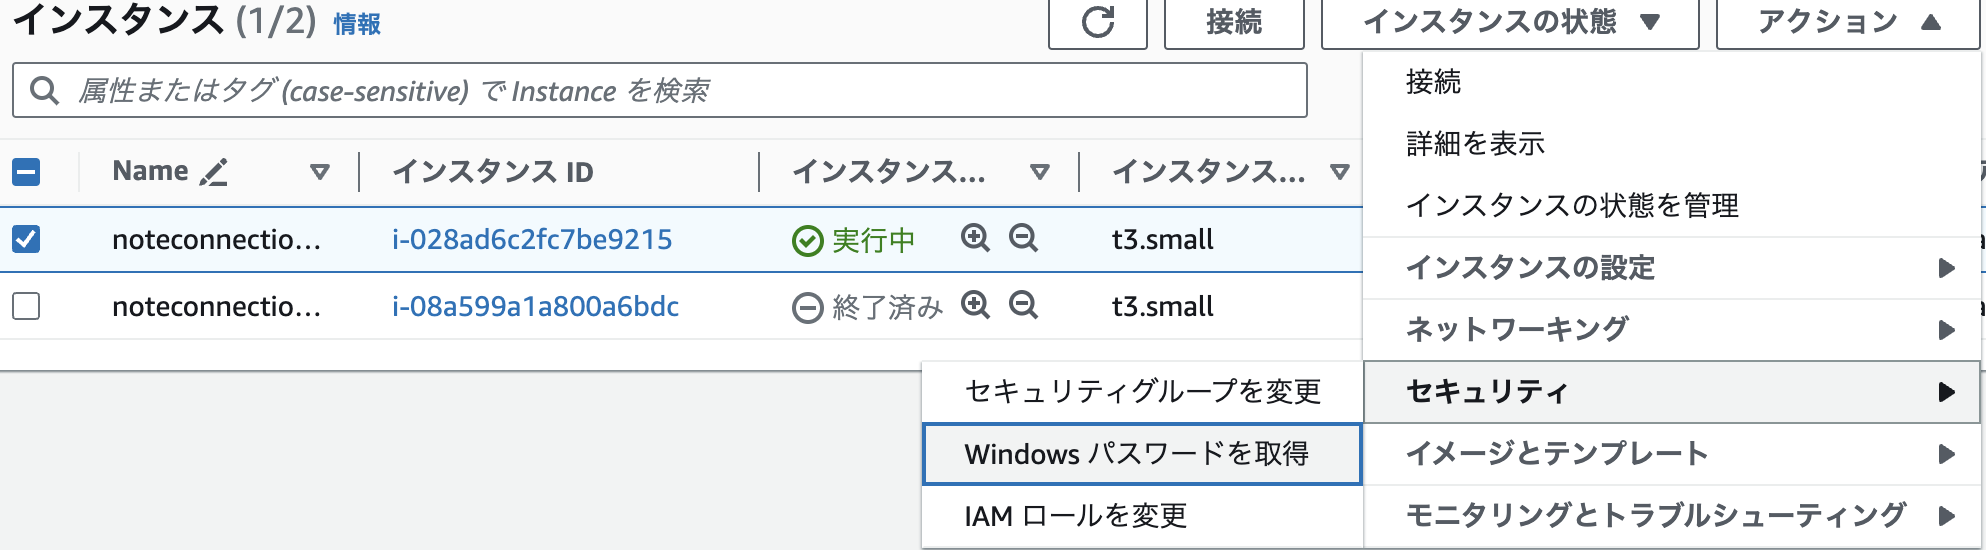 インスタンス (1/2) 情報
接続
インスタンスの状態 ▼
アクション ▲
属性またはタグ (case-sensitive) で Instance を検索
Name
インスタンス ID
インスタンス...
インスタンス...
noteconnectio...
i-028ad6c2fc7be9215
実行中
t3.small
noteconnectio...
i-08a599a1a800a6bdc
終了済み
t3.small
接続
詳細を表示
インスタンスの状態を管理
インスタンスの設定
ネットワーキング
セキュリティ
イメージとテンプレート
モニタリングとトラブルシューティング
セキュリティグループを変更
Windows パスワードを取得
IAM ロールを変更